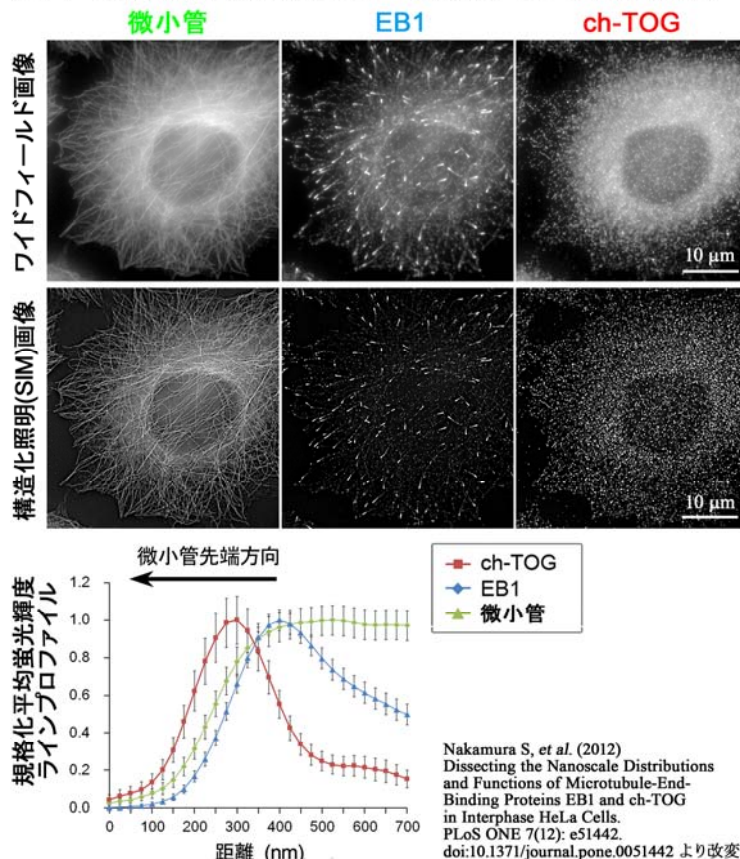 微小管
EB1
ch-TOG
ワイドフィールド画像
10 µm
構造化照明(SIM)画像
10 µm
微小管先端方向
規格化平均蛍光輝度
ラインプロファイル
1.2
1.0
0.8
0.6
0.4
0.2
0.0
0
100
200
300
400
500
600
700
距離 (nm)
ch-TOG
EB1
微小管
Nakamura S, et al. (2012)
Dissecting the Nanoscale Distributions
and Functions of Microtubule-End-
Binding Proteins EB1 and ch-TOG
in Interphase HeLa Cells.
PLoS ONE 7(12): e51442.
doi:10.1371/journal.pone.0051442 より改変